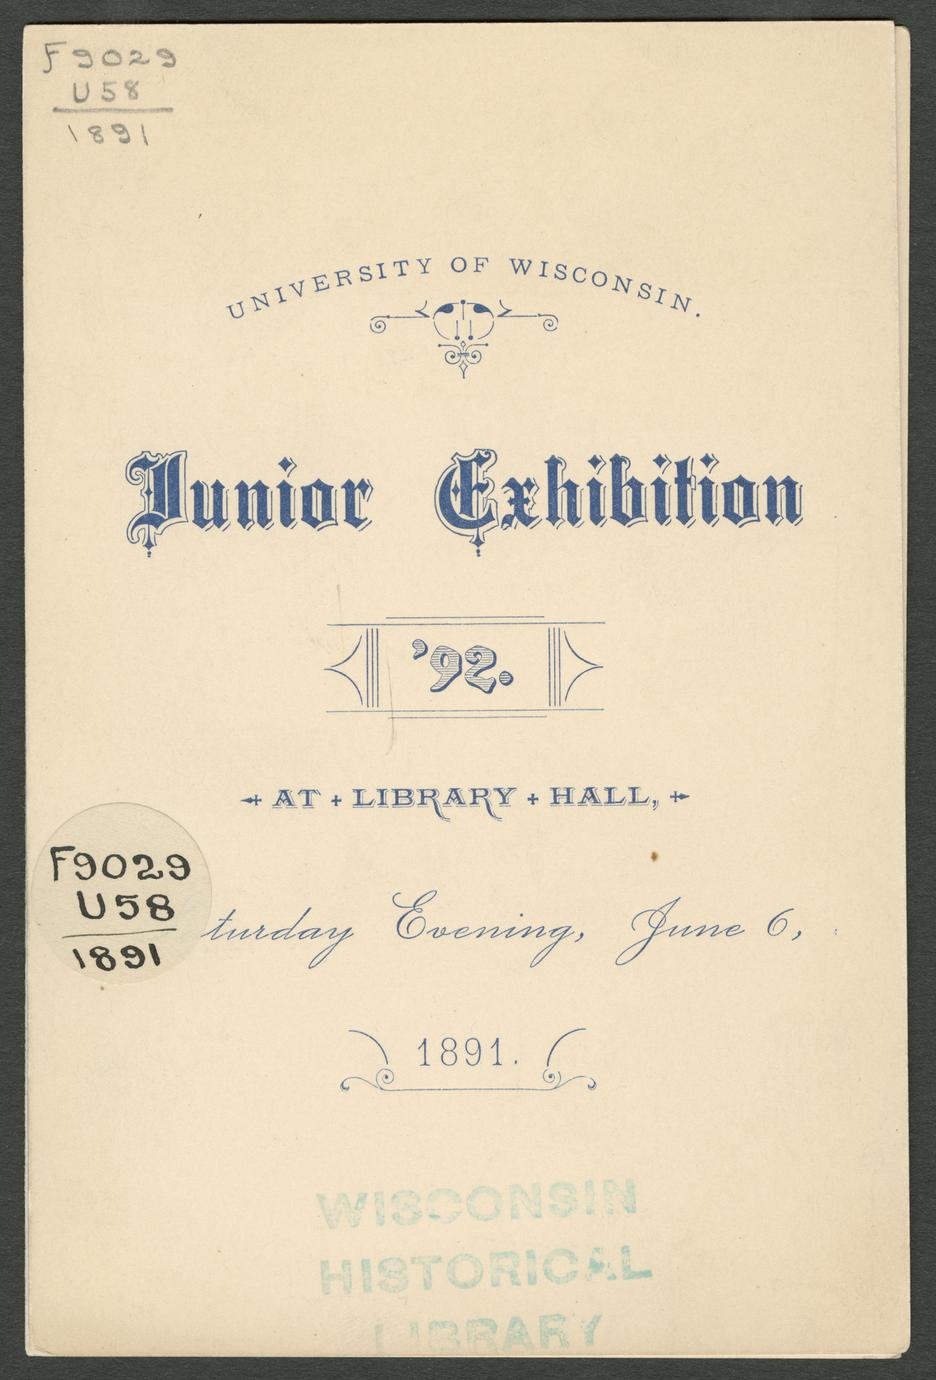 F9029
U58
1891
UNIVERSITY OF WISCONSIN.
Junior Exhibition
'92.
AT + LIBRARY + HALL,
F9029
U58
1891
turday Evening, June 6,
1891.
WISCONSIN
HISTORICAL
LIBRARY